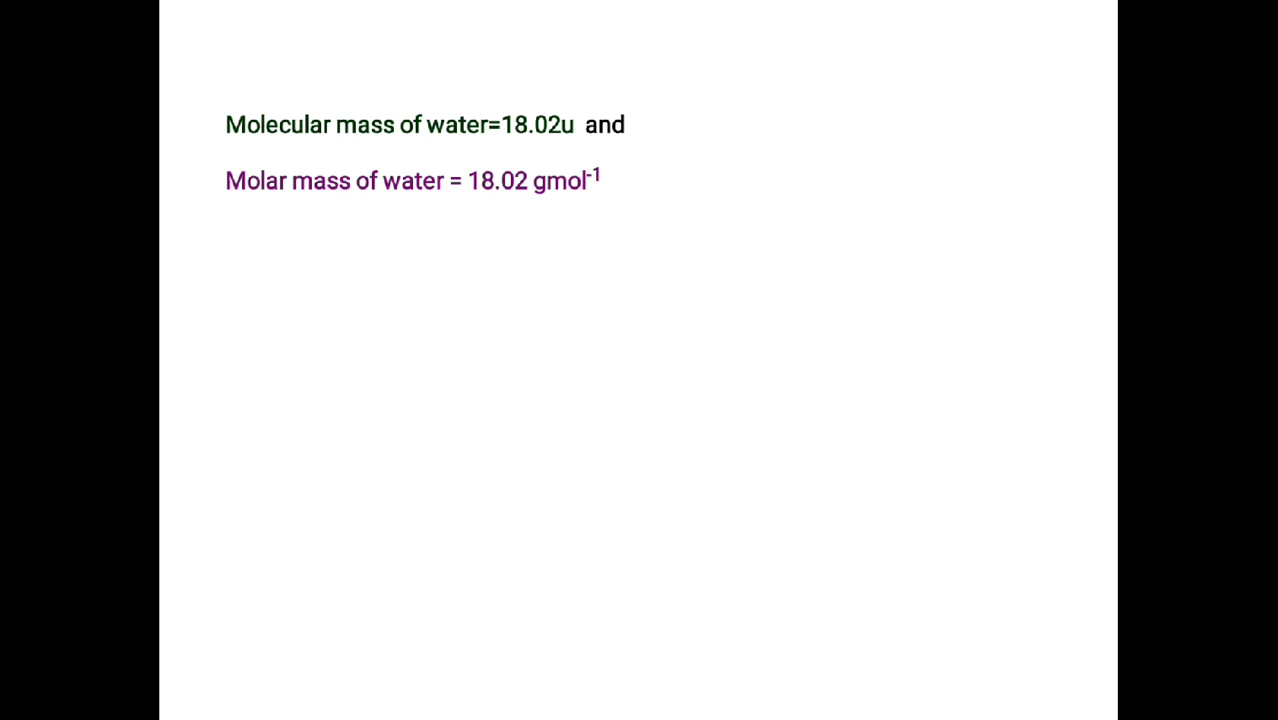 Molecular mass of water=18.02u and
Molar mass of water = 18.02 gmol⁻¹